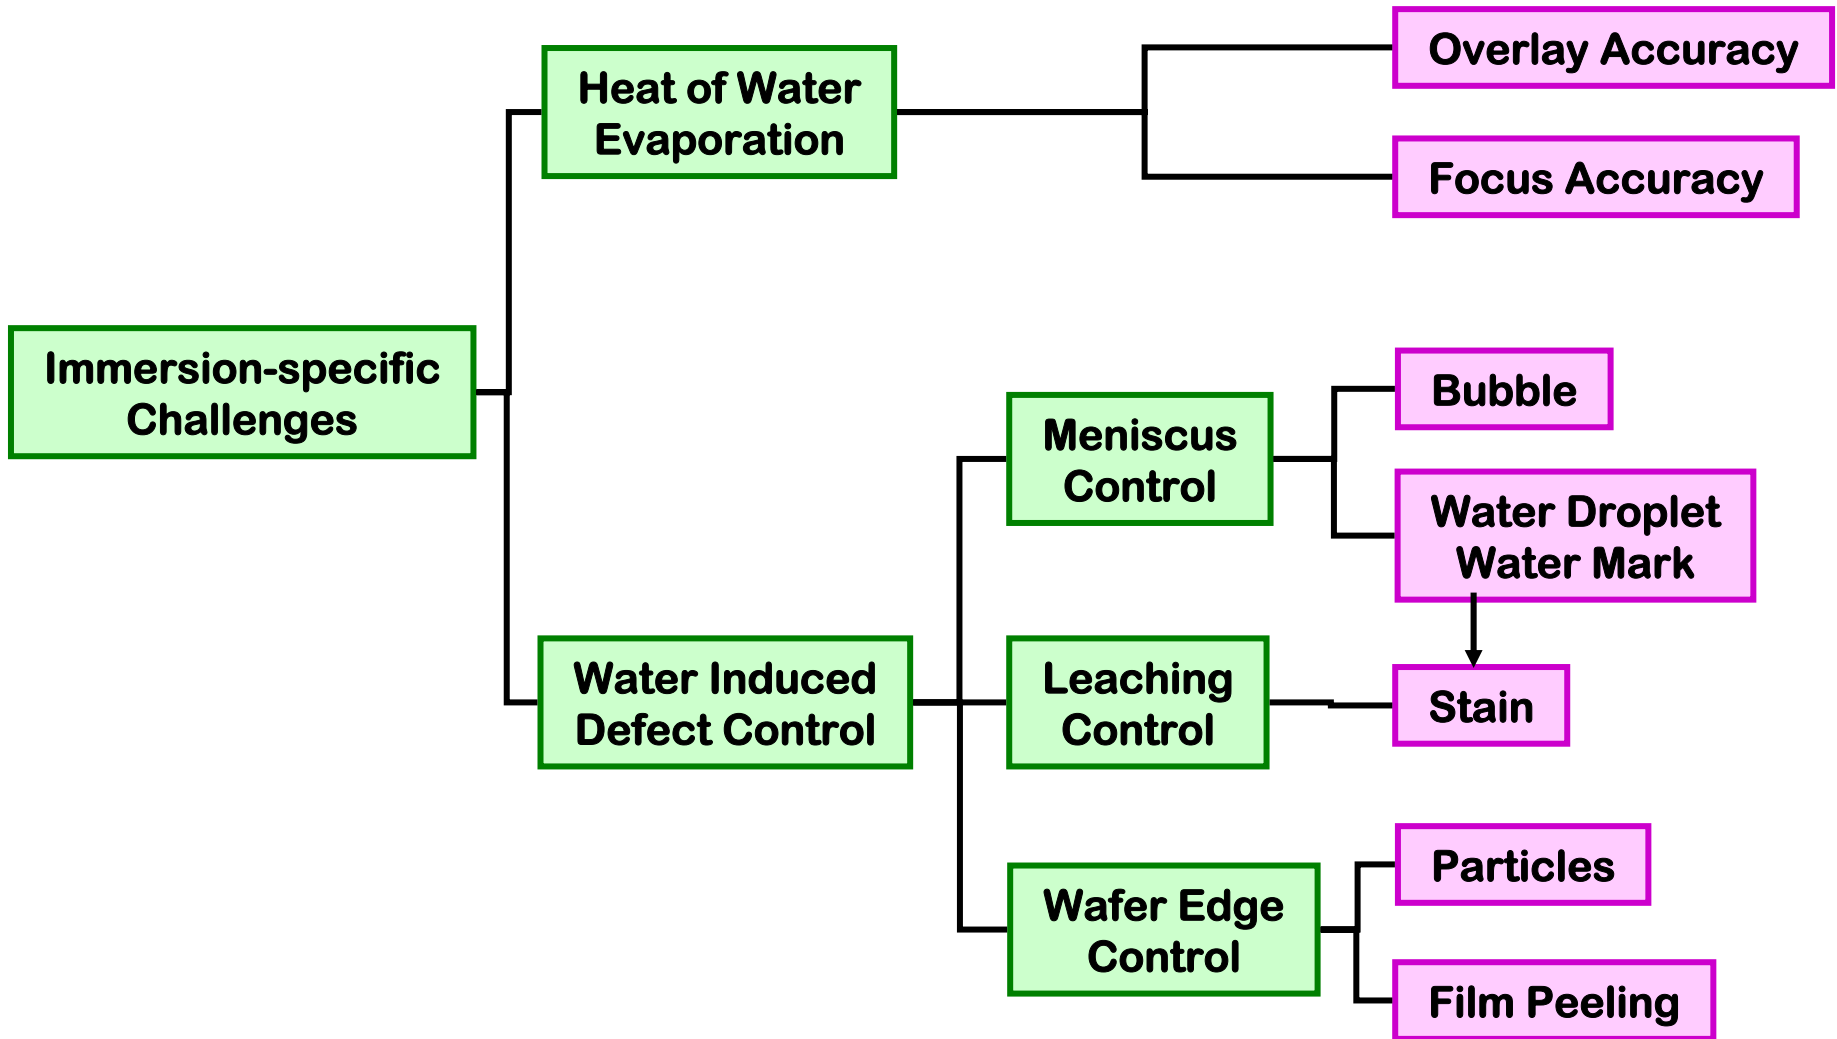 Overlay Accuracy
Heat of Water
Evaporation
Focus Accuracy
Immersion-specific
Challenges
Bubble
Meniscus
Control
Water Droplet
Water Mark
Water Induced
Defect Control
Leaching
Control
Stain
Particles
Wafer Edge
Control
Film Peeling